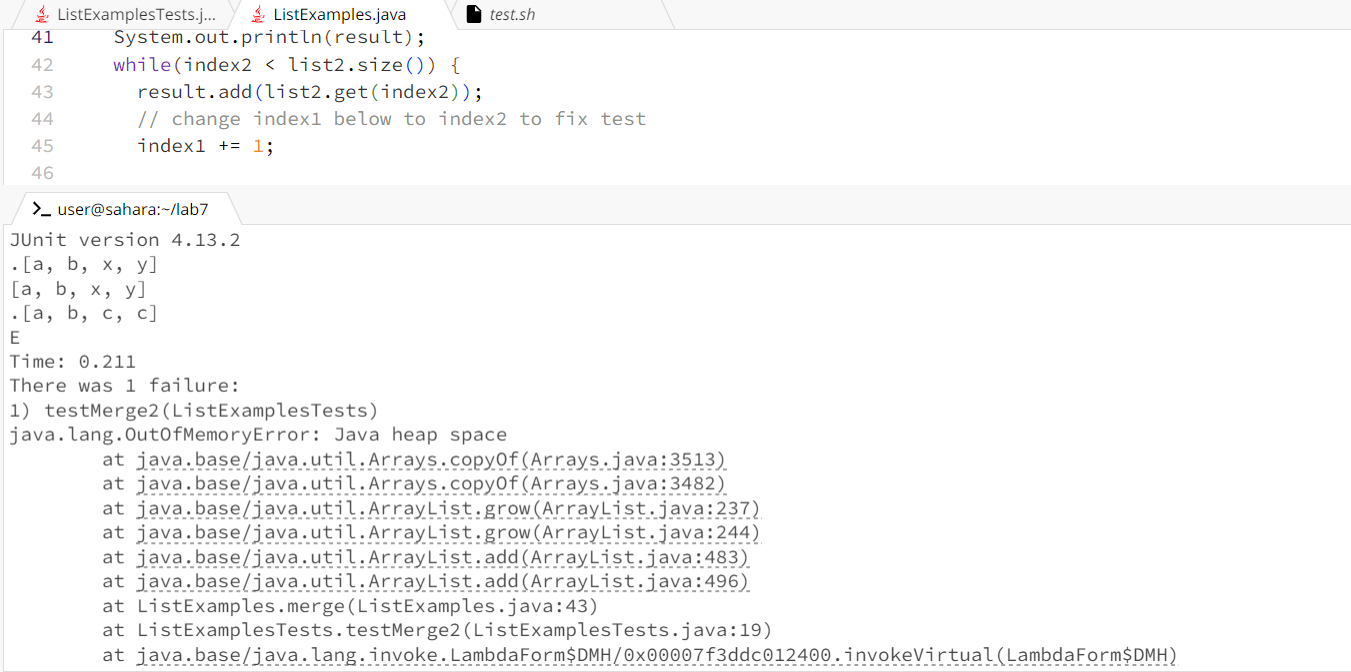 ListExamplesTests.j... ListExamples.java test.sh
41 System.out.println(result);
42 while(index2 < list2.size()) {
43 result.add(list2.get(index2));
44 // change index1 below to index2 to fix test
45 index1 += 1;
46
>_ user@sahara:~/lab7
JUnit version 4.13.2
.[a, b, x, y]
[a, b, x, y]
.[a, b, c, c]
E
Time: 0.211
There was 1 failure:
1) testMerge2(ListExamplesTests)
java.lang.OutOfMemoryError: Java heap space
at java.base/java.util.Arrays.copyOf(Arrays.java:3513)
at java.base/java.util.Arrays.copyOf(Arrays.java:3482)
at java.base/java.util.ArrayList.grow(ArrayList.java:237)
at java.base/java.util.ArrayList.grow(ArrayList.java:244)
at java.base/java.util.ArrayList.add(ArrayList.java:483)
at java.base/java.util.ArrayList.add(ArrayList.java:496)
at ListExamples.merge(ListExamples.java:43)
at ListExamplesTests.testMerge2(ListExamplesTests.java:19)
at java.base/java.lang.invoke.LambdaForm$DMH/0x00007f3ddc012400.invokeVirtual(LambdaForm$DMH)